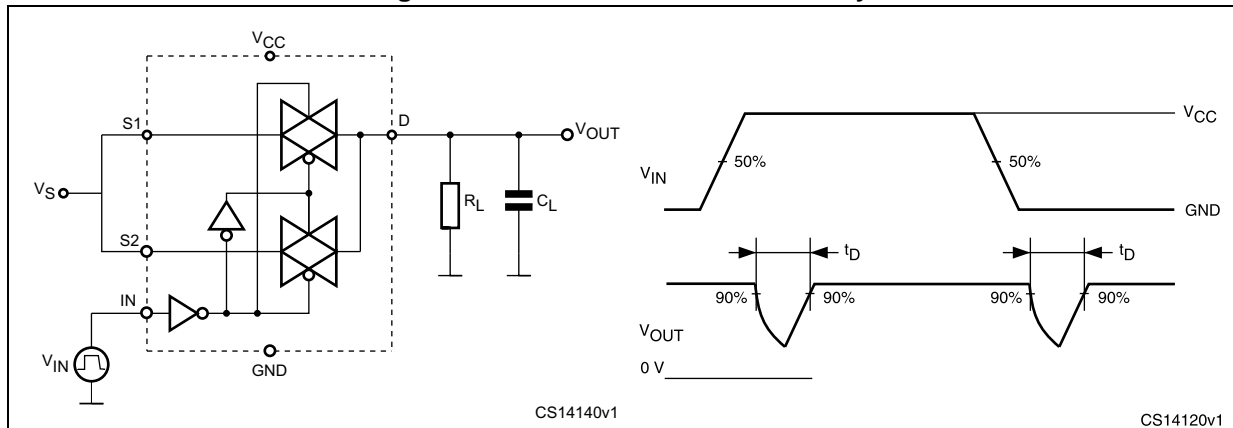 VCC
S1
D
VOUT
VS
RL
CL
S2
IN
VIN
GND
CS14140v1
VCC
50%
50%
VIN
GND
tD
tD
90%
90%
90%
90%
VOUT
0 V
CS14120v1